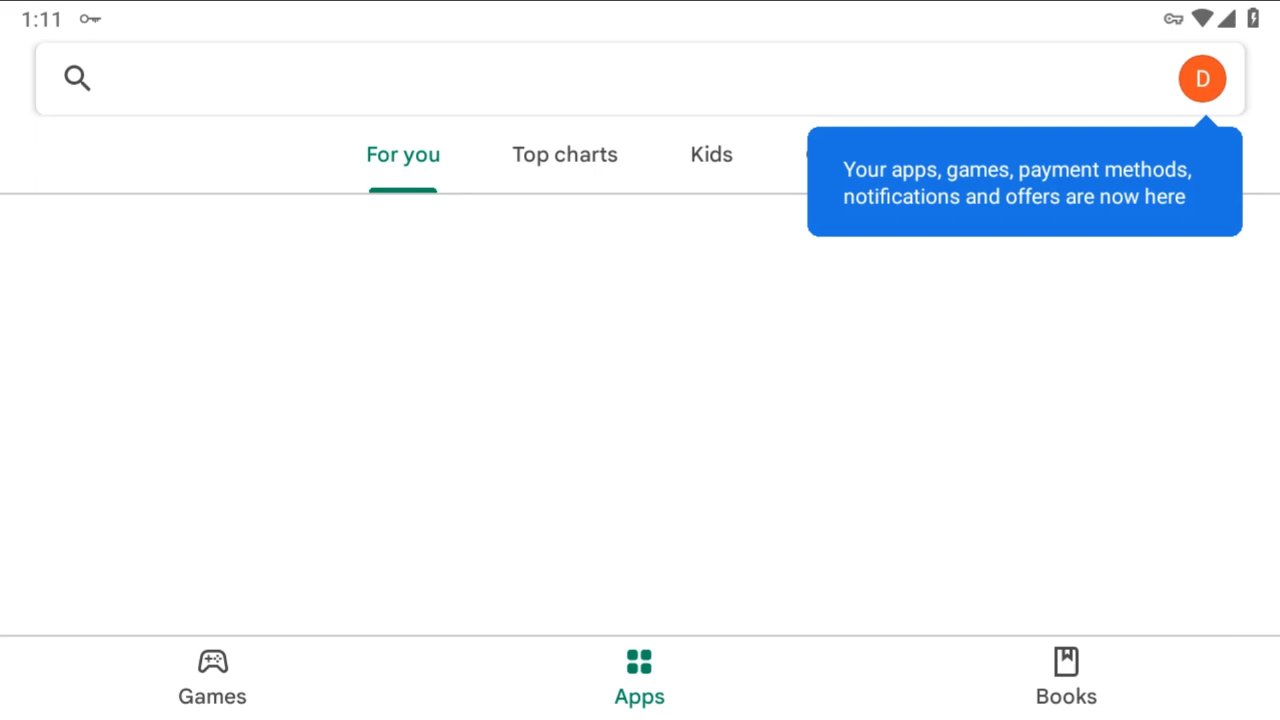 1:11
D
For you
Top charts
Kids
Your apps, games, payment methods,
notifications and offers are now here
Games
Apps
Books